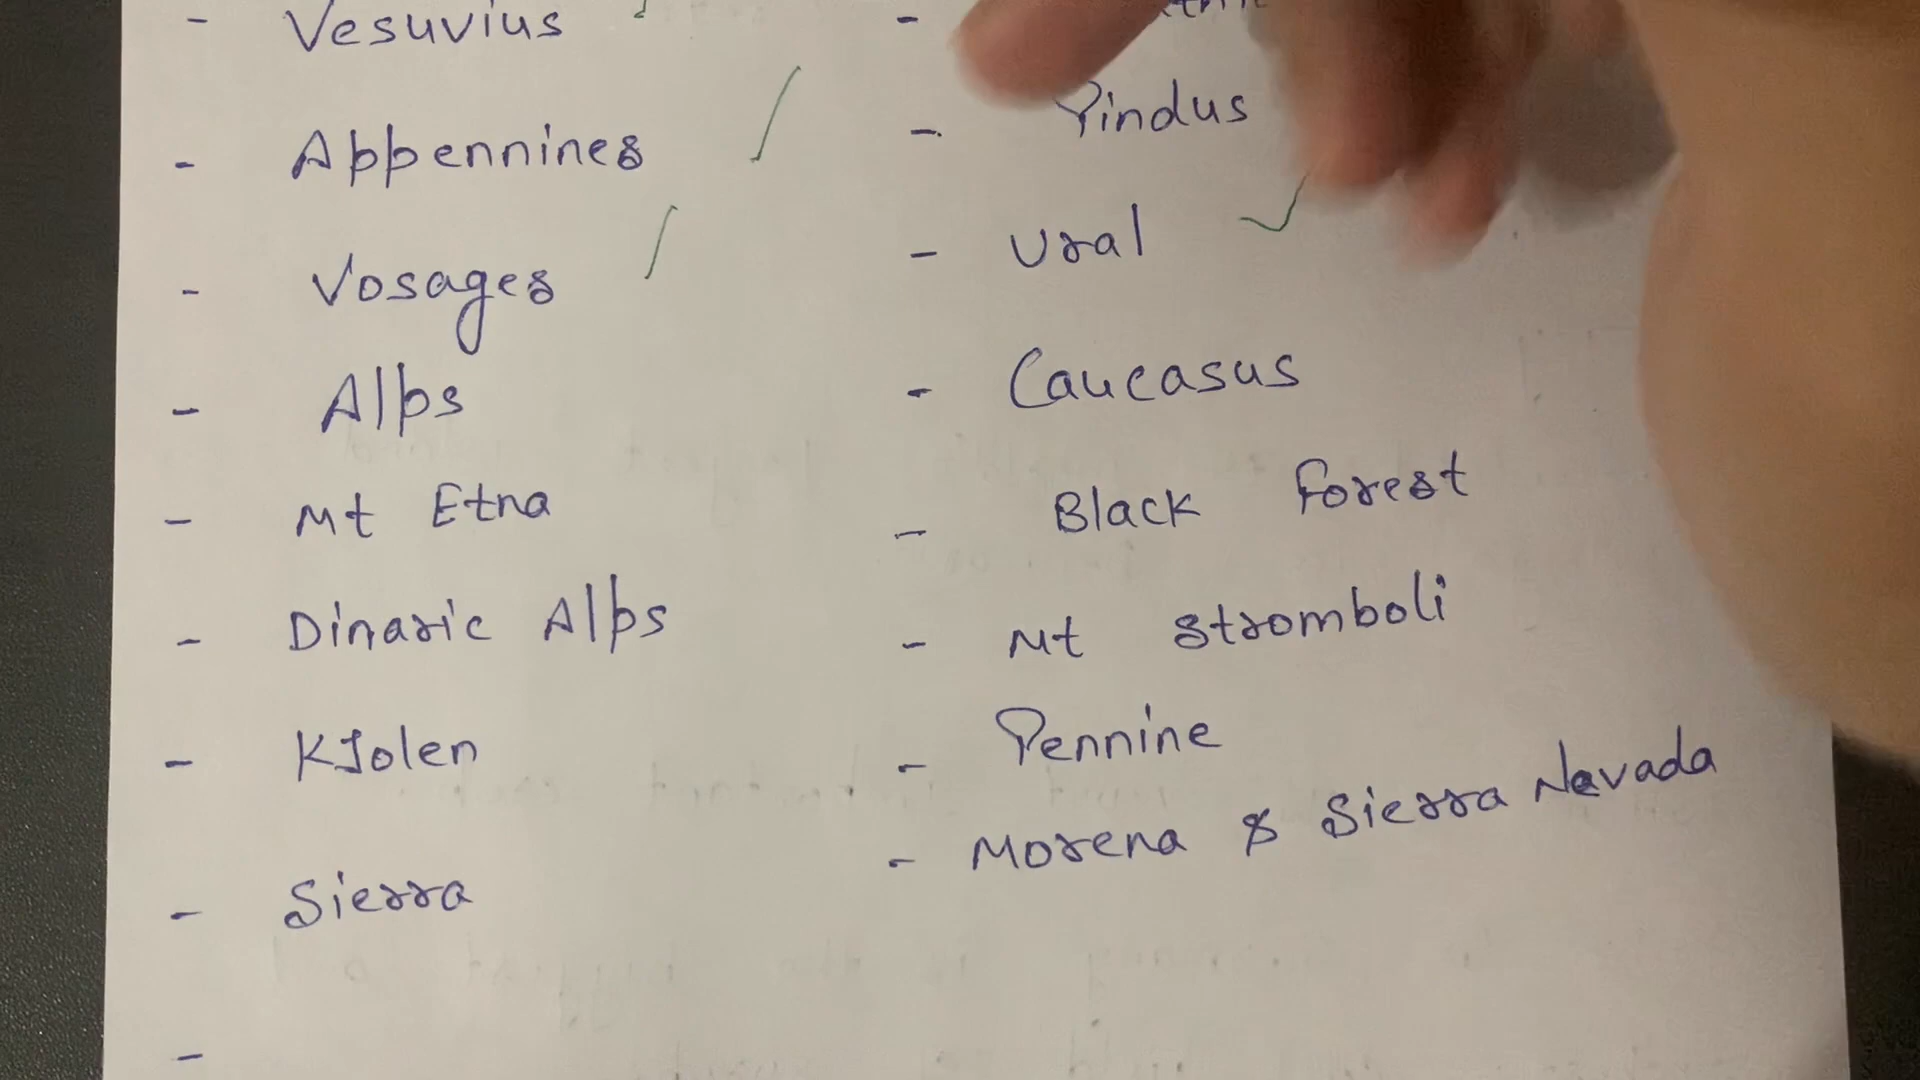 - Vesuvius
- Appennines
- Vosages
- Alps
- Mt Etna
- Dinaric Alps
- KJolen
- Sierra
-
-
- Pindus
- Ural
- Caucasus
- Black Forest
- Mt Stromboli
- Pennine
- Morena & Sierra Nevada